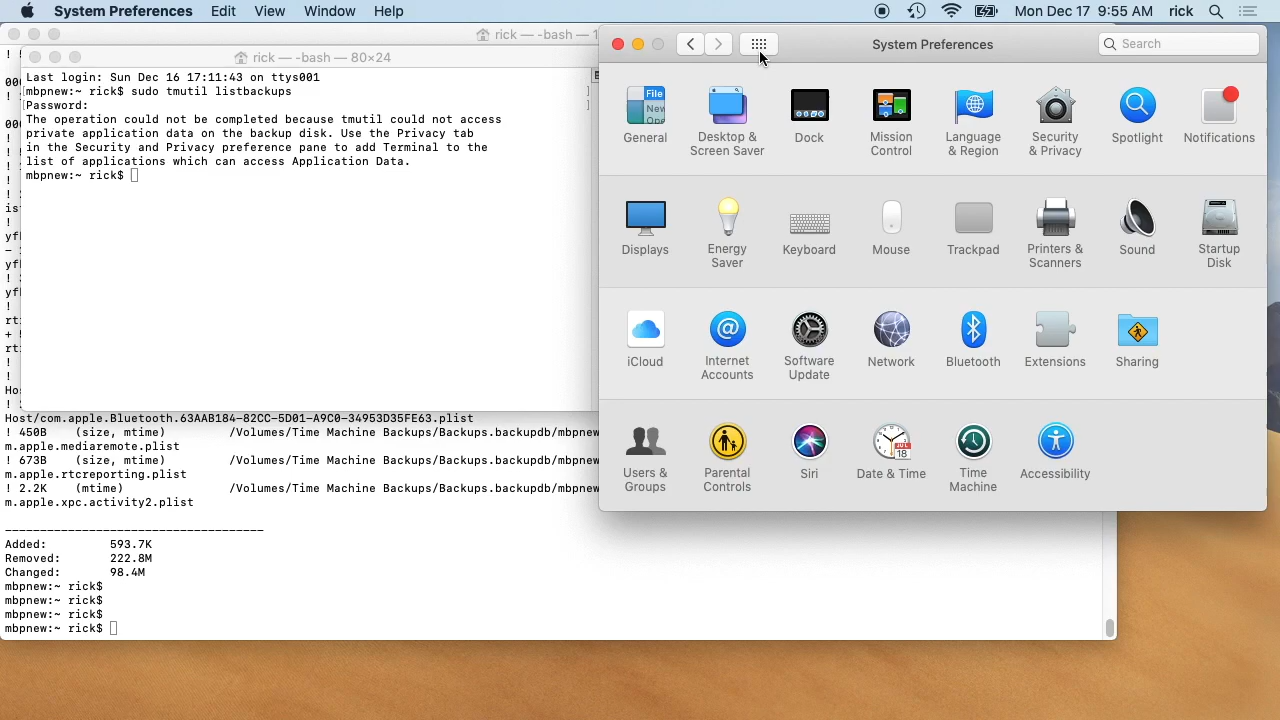 System Preferences Edit View Window Help
Mon Dec 17 9:55 AM rick
rick — -bash — 1
rick — -bash — 80×24
Last login: Sun Dec 16 17:11:43 on ttys001
[mbpnew:~ rick$ sudo tmutil listbackups ]
[Password: ]
The operation could not be completed because tmutil could not access
private application data on the backup disk. Use the Privacy tab
in the Security and Privacy preference pane to add Terminal to the
list of applications which can access Application Data.
mbpnew:~ rick$
Host/com.apple.Bluetooth.63AAB184-82CC-5D01-A9C0-34953D35FE63.plist
! 450B (size, mtime) /Volumes/Time Machine Backups/Backups.backupdb/mbpnew
m.apple.mediaremote.plist
! 673B (size, mtime) /Volumes/Time Machine Backups/Backups.backupdb/mbpnew
m.apple.rtcreporting.plist
! 2.2K (mtime) /Volumes/Time Machine Backups/Backups.backupdb/mbpnew
m.apple.xpc.activity2.plist
-------------------------------------
Added: 593.7K
Removed: 222.8M
Changed: 98.4M
mbpnew:~ rick$
mbpnew:~ rick$
mbpnew:~ rick$
mbpnew:~ rick$
System Preferences
Search
General
Desktop &
Screen Saver
Dock
Mission
Control
Language
& Region
Security
& Privacy
Spotlight
Notifications
Displays
Energy
Saver
Keyboard
Mouse
Trackpad
Printers &
Scanners
Sound
Startup
Disk
iCloud
Internet
Accounts
Software
Update
Network
Bluetooth
Extensions
Sharing
Users &
Groups
Parental
Controls
Siri
Date & Time
Time
Machine
Accessibility